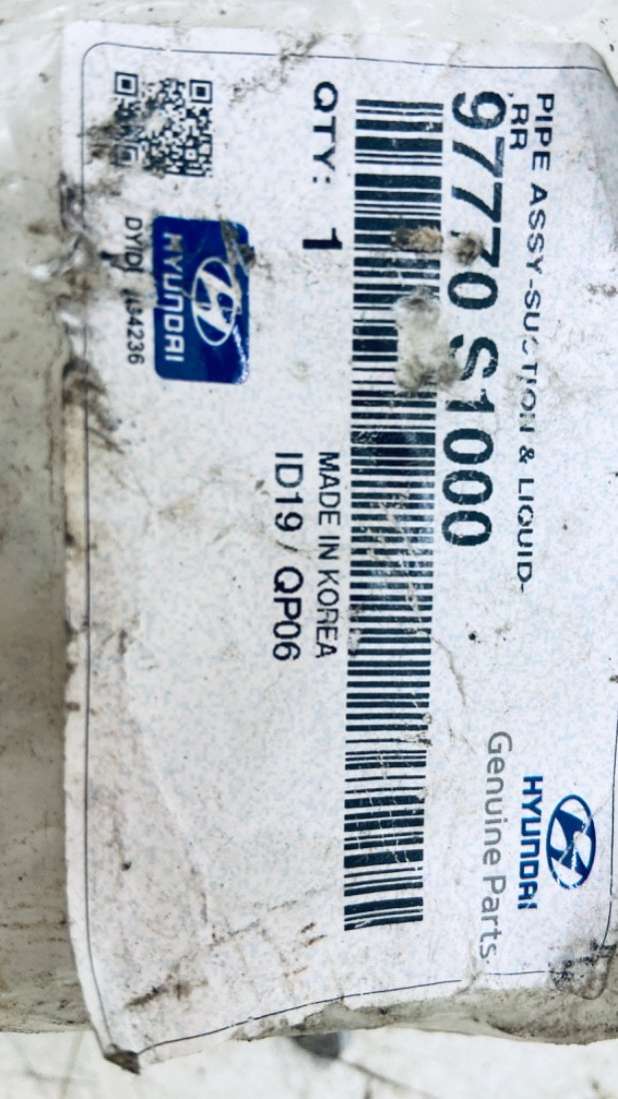 PIPE ASSY-SUCTION & LIQUID-
,RR
97770 S1000
QTY: 1
MADE IN KOREA
ID19 / QP06
HYUNDAI
Genuine Parts
HYUNDAI